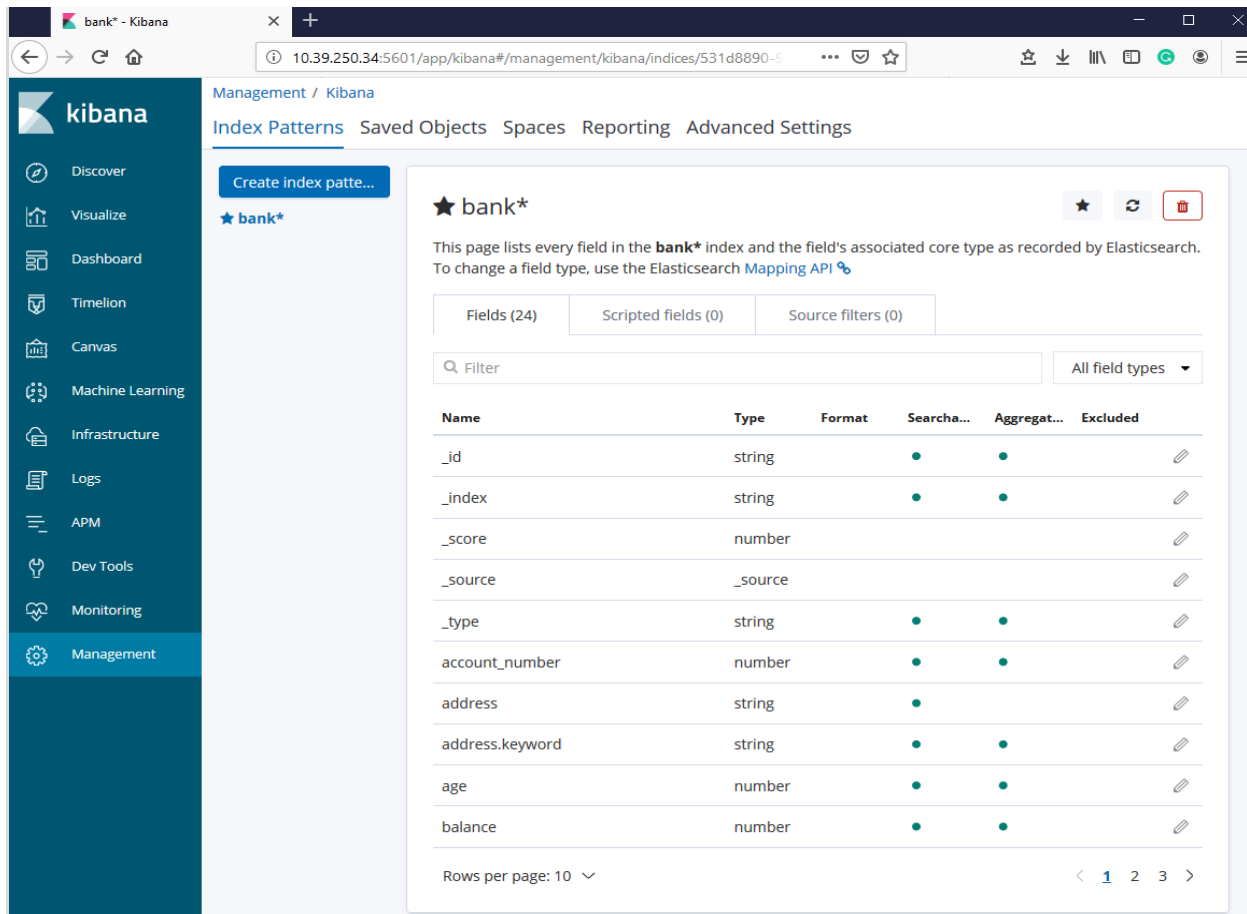 bank* - Kibana
10.39.250.34:5601/app/kibana#/management/kibana/indices/531d8890-9
kibana
Discover
Visualize
Dashboard
Timelion
Canvas
Machine Learning
Infrastructure
Logs
APM
Dev Tools
Monitoring
Management
Management / Kibana
Index Patterns Saved Objects Spaces Reporting Advanced Settings
Create index patte...
bank*
bank*
This page lists every field in the bank* index and the field's associated core type as recorded by Elasticsearch.
To change a field type, use the Elasticsearch Mapping API
Fields (24) Scripted fields (0) Source filters (0)
Filter All field types
Name Type Format Searcha... Aggregat... Excluded
_id string
_index string
_score number
_source _source
_type string
account_number number
address string
address.keyword string
age number
balance number
Rows per page: 10 < 1 2 3 >